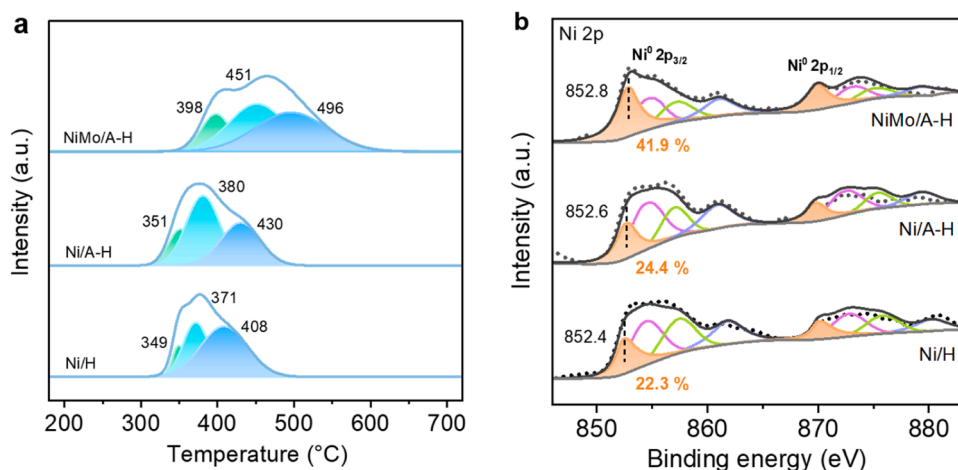 a
Intensity (a.u.)
451
398
496
NiMo/A-H
380
351
430
Ni/A-H
371
349
408
Ni/H
200 300 400 500 600 700
Temperature (°C)
b
Intensity (a.u.)
Ni 2p
Ni⁰ 2p₃/₂
Ni⁰ 2p₁/₂
852.8
NiMo/A-H
41.9 %
852.6
Ni/A-H
24.4 %
852.4
Ni/H
22.3 %
850 860 870 880
Binding energy (eV)